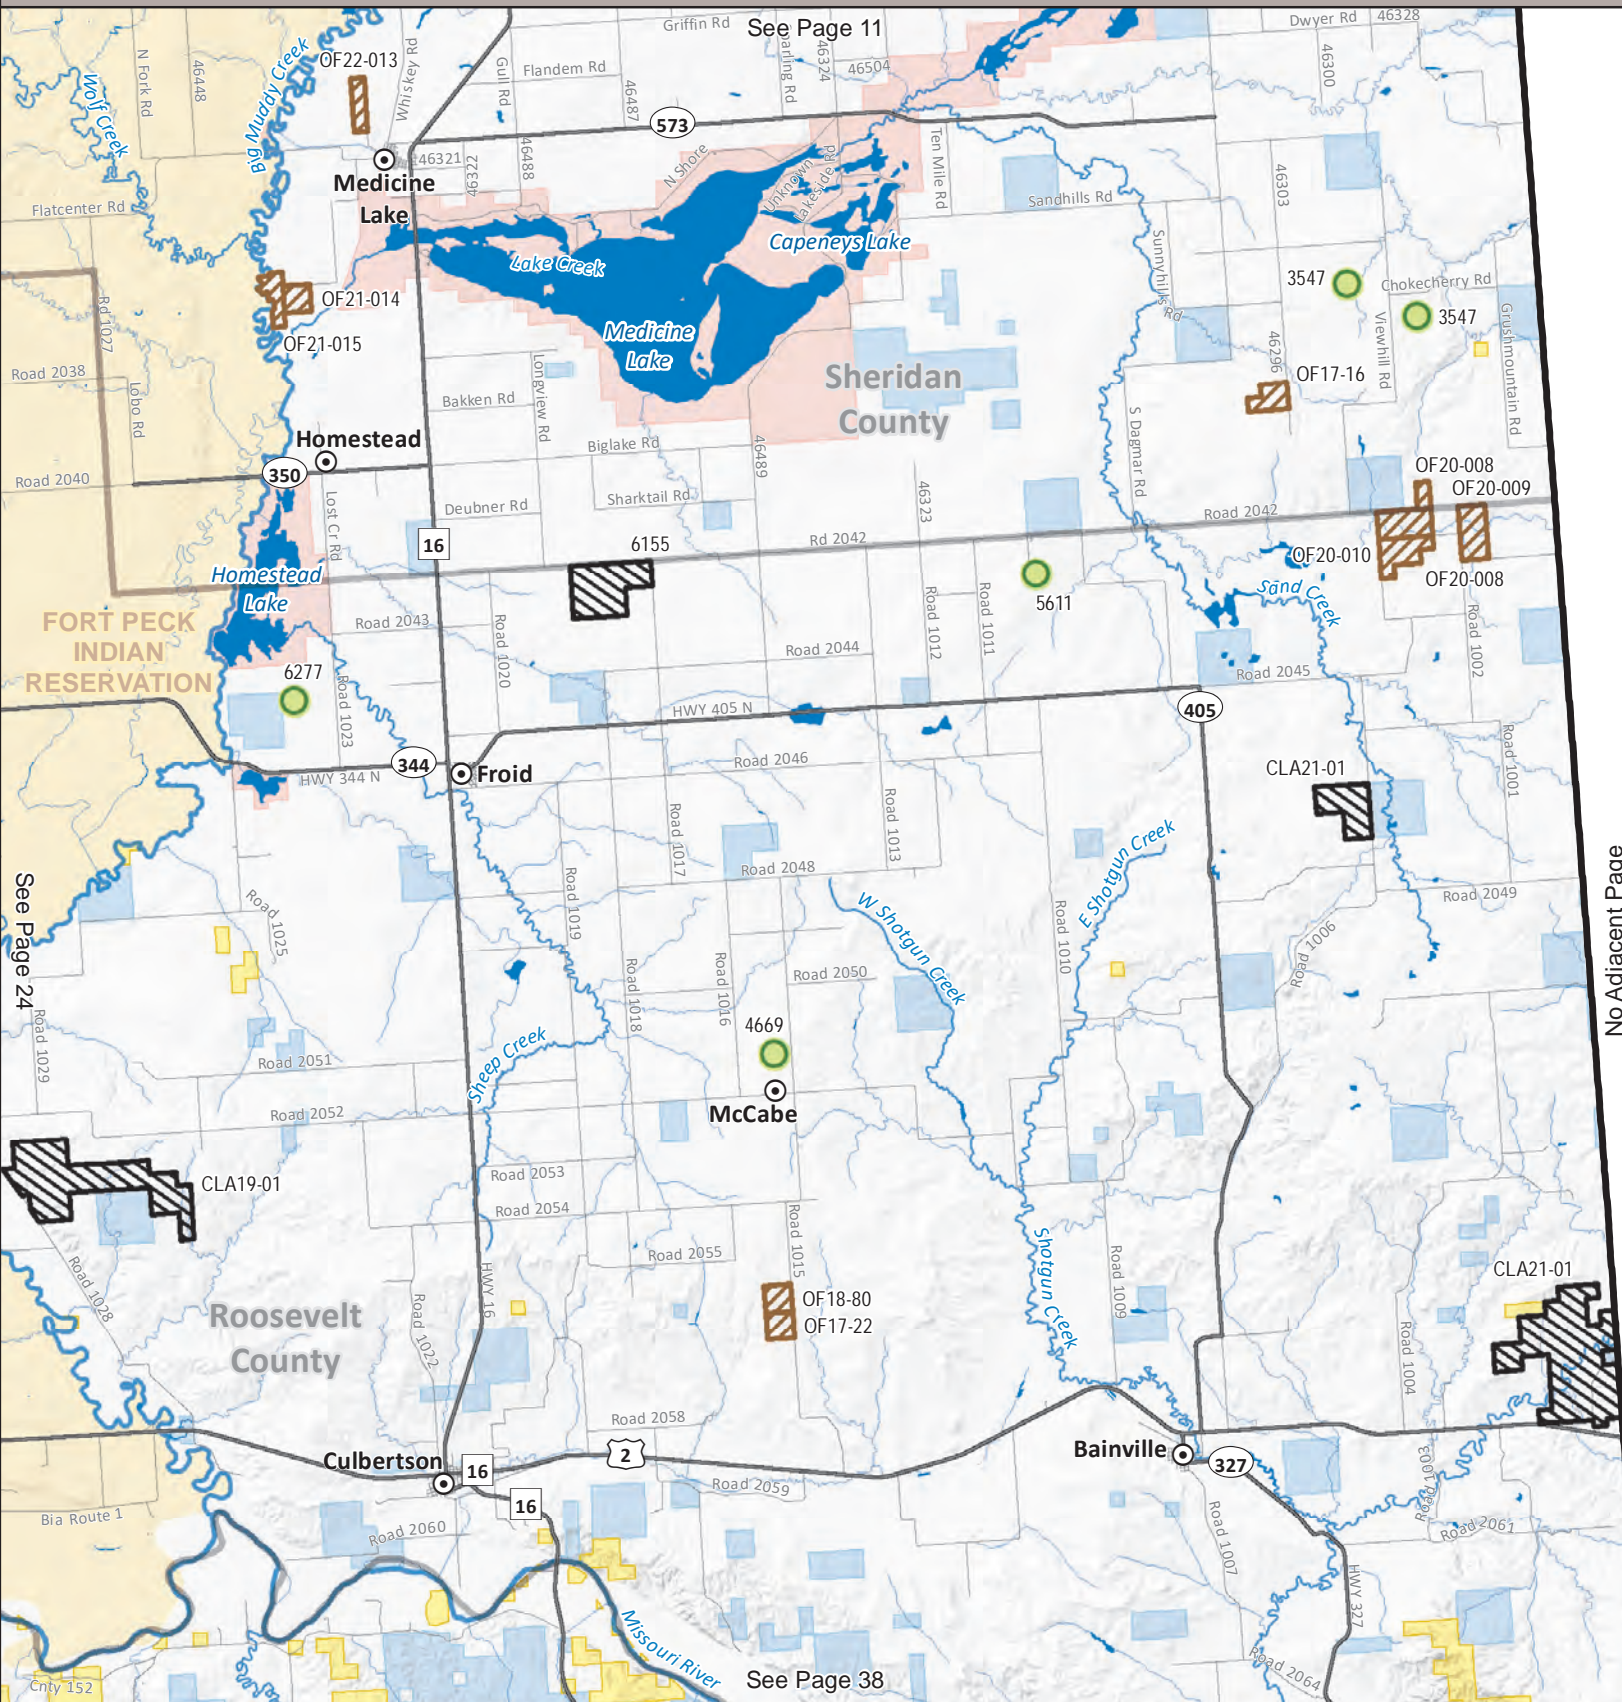 See Page 11
Griffin Rd
Dwyer Rd
46328
OF22-013
Whiskey Rd
Gull Rd
Flandem Rd
46487
46324
46504
46300
N Fork Rd
46448
Wolf Creek
Big Muddy Creek
573
46321
46322
46488
N Shore
Unknown
Lakeside Rd
Ten Mile Rd
Medicine
Lake
Flatcenter Rd
Sandhills Rd
46303
Capeneys Lake
Lake Creek
Sunnyhills Rd
3547
Chokecherry Rd
3547
OF21-014
OF21-015
Rd 1027
Medicine
Lake
Viewhill Rd
Grushmountain Rd
46296
Road 2038
Lobo Rd
Longview Rd
Bakken Rd
Sheridan
County
OF17-16
Homestead
Biglake Rd
46489
S Dagmar Rd
350
Road 2040
Lost Cr Rd
Deubner Rd
Sharktail Rd
46323
OF20-008
OF20-009
Road 2042
16
6155
Rd 2042
OF20-010
OF20-008
Homestead
Lake
5611
Sand Creek
FORT PECK
INDIAN
RESERVATION
Road 2043
Road 1020
Road 1012
Road 1011
Road 1002
Road 2044
6277
Road 1023
Road 2045
HWY 405 N
405
344
HWY 344 N
Froid
Road 2046
Road 1001
CLA21-01
Road 1017
Road 1013
E Shotgun Creek
Road 2048
W Shotgun Creek
See Page 24
No Adjacent Page
Road 1025
Road 1019
Road 1010
Road 2049
Road 1006
Road 1018
Road 1016
Road 2050
Road 1029
4669
Sheep Creek
Road 2051
Road 2052
McCabe
CLA19-01
Road 2053
Road 2054
Road 1015
Road 2055
Shotgun Creek
Road 1009
Road 1028
HWY 16
CLA21-01
Roosevelt
County
Road 1022
OF18-80
OF17-22
Road 1004
Road 2058
Culbertson
16
2
Bainville
327
Road 1003
16
Road 2059
Bia Route 1
Road 2060
Road 1007
Road 2061
HWY 327
Missouri River
Road 2064
See Page 38
Cnty 152